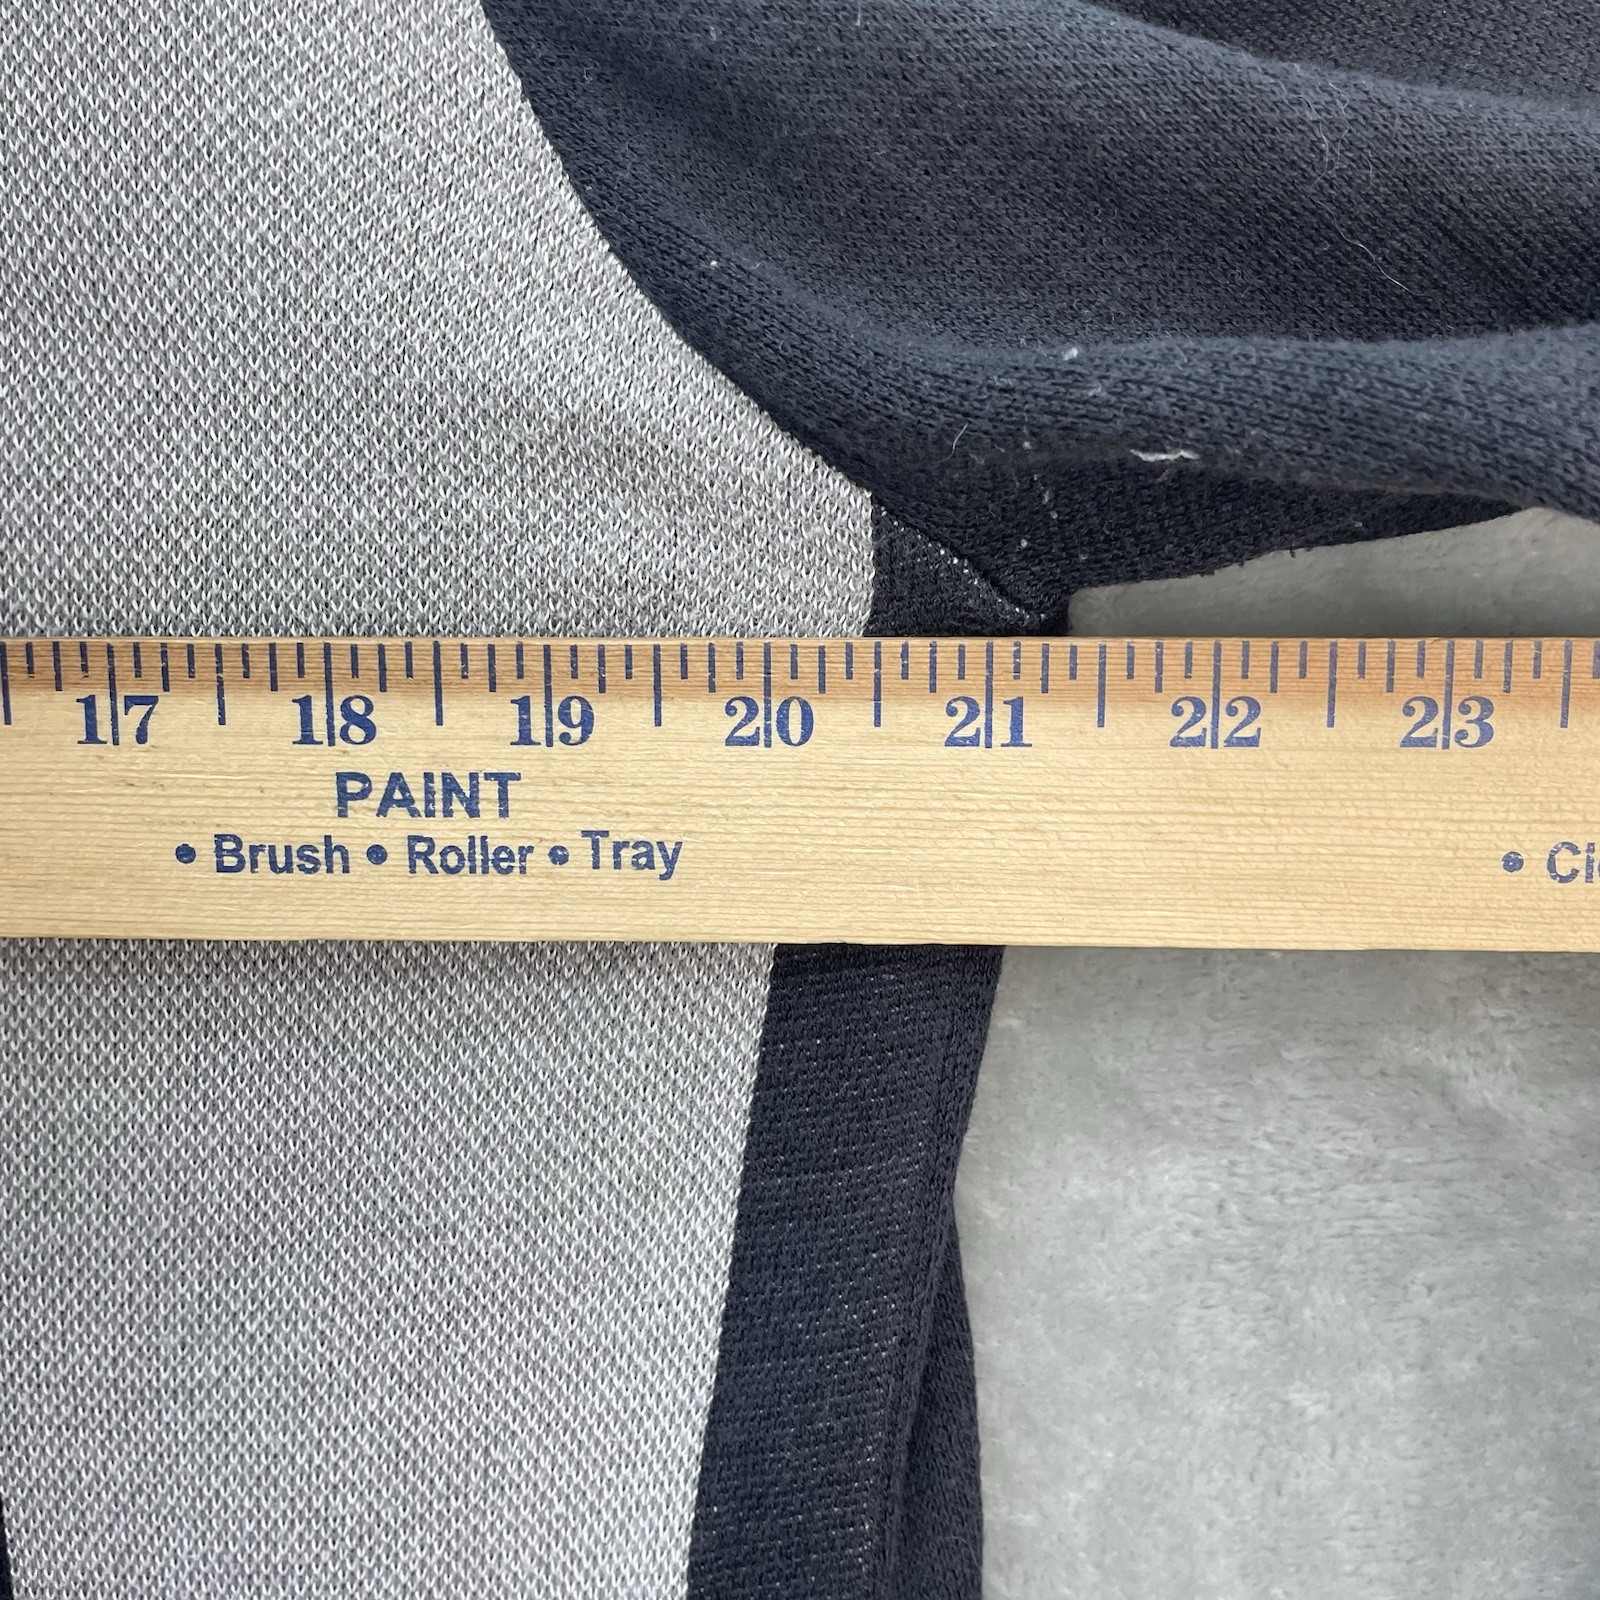 17 18 19 20 21 22 23
PAINT
• Brush • Roller • Tray
•